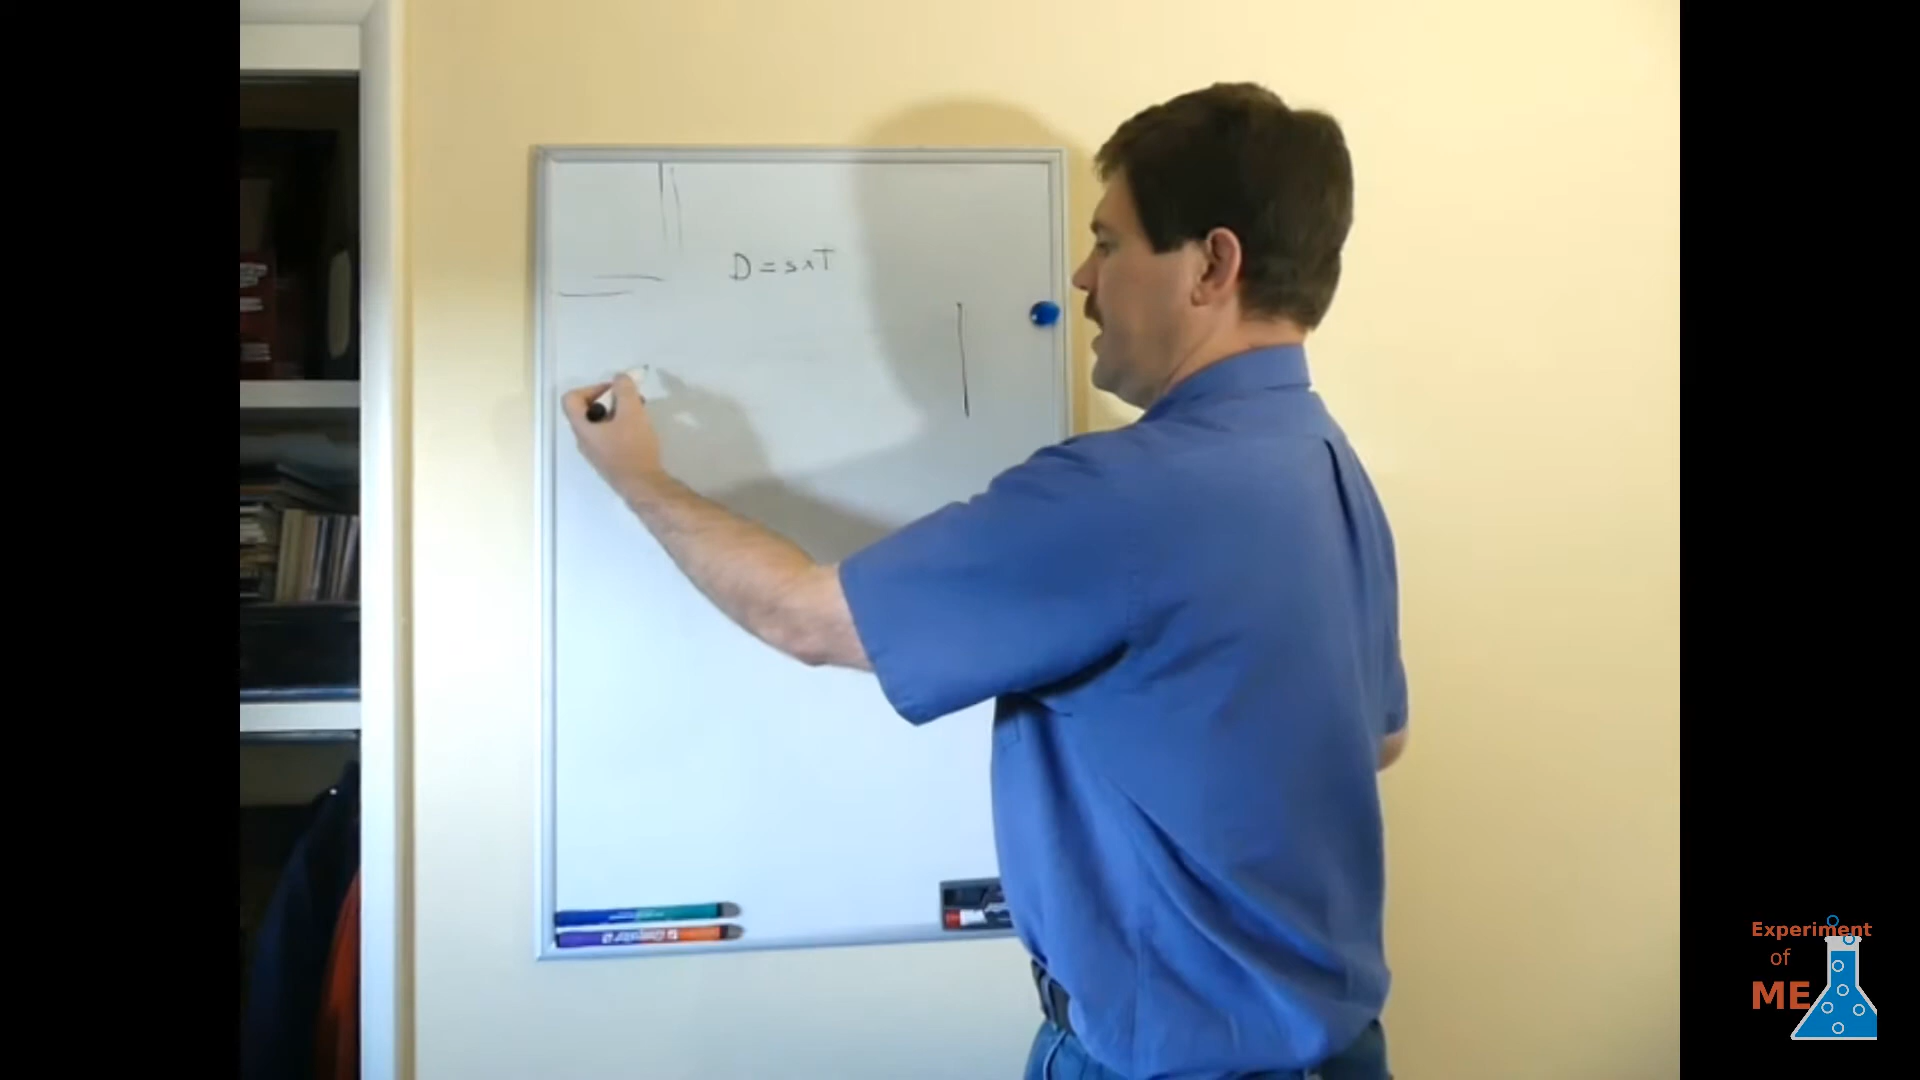 D = s x T
Experiment
of
ME